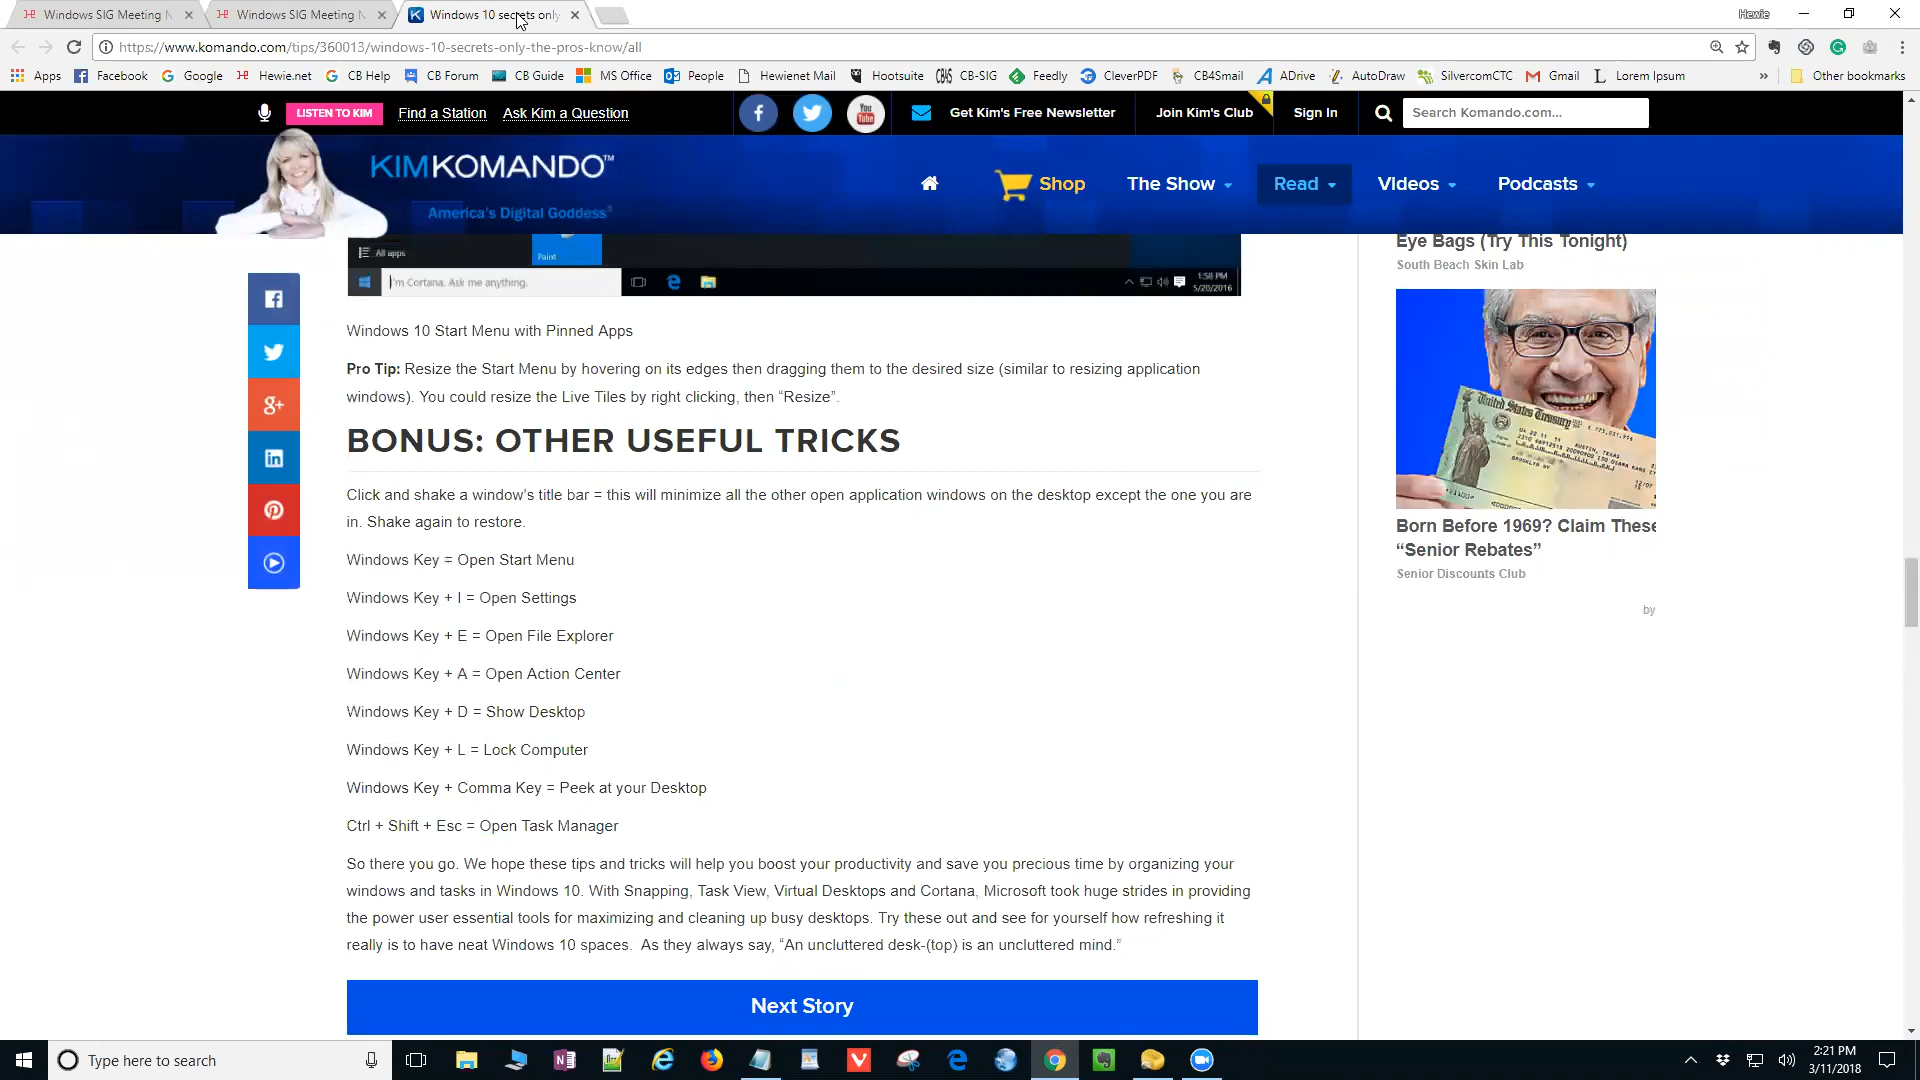 Windows SIG Meeting N
Windows SIG Meeting N
Windows 10 secrets only
Hewie
https://www.komando.com/tips/360013/windows-10-secrets-only-the-pros-know/all
Apps
Facebook
Google
Hewie.net
CB Help
CB Forum
CB Guide
MS Office
People
Hewienet Mail
Hootsuite
CB-SIG
Feedly
CleverPDF
CB4Smail
ADrive
AutoDraw
SilvercomCTC
Gmail
Lorem Ipsum
»
Other bookmarks
LISTEN TO KIM
Find a Station
Ask Kim a Question
Get Kim's Free Newsletter
Join Kim's Club
Sign In
Search Komando.com...
KIMKOMANDO™
America's Digital Goddess®
Shop
The Show
Read
Videos
Podcasts
All apps
Paint
I'm Cortana. Ask me anything.
1:58 PM
5/20/2016
Windows 10 Start Menu with Pinned Apps
Pro Tip: Resize the Start Menu by hovering on its edges then dragging them to the desired size (similar to resizing application
windows). You could resize the Live Tiles by right clicking, then “Resize”.
BONUS: OTHER USEFUL TRICKS
Click and shake a window's title bar = this will minimize all the other open application windows on the desktop except the one you are
in. Shake again to restore.
Windows Key = Open Start Menu
Windows Key + I = Open Settings
Windows Key + E = Open File Explorer
Windows Key + A = Open Action Center
Windows Key + D = Show Desktop
Windows Key + L = Lock Computer
Windows Key + Comma Key = Peek at your Desktop
Ctrl + Shift + Esc = Open Task Manager
So there you go. We hope these tips and tricks will help you boost your productivity and save you precious time by organizing your
windows and tasks in Windows 10. With Snapping, Task View, Virtual Desktops and Cortana, Microsoft took huge strides in providing
the power user essential tools for maximizing and cleaning up busy desktops. Try these out and see for yourself how refreshing it
really is to have neat Windows 10 spaces. As they always say, “An uncluttered desk-(top) is an uncluttered mind.”
Next Story
Eye Bags (Try This Tonight)
South Beach Skin Lab
United States Treasury
AUSTIN, TEXAS
Born Before 1969? Claim These
“Senior Rebates”
Senior Discounts Club
by
Type here to search
2:21 PM
3/11/2018